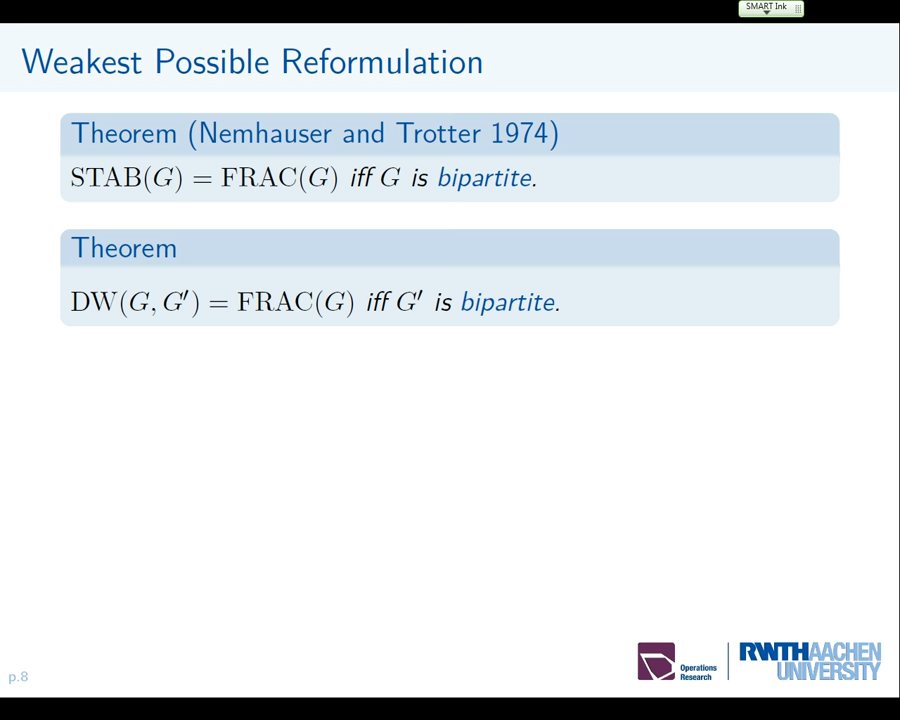 SMART Ink
Weakest Possible Reformulation
Theorem (Nemhauser and Trotter 1974)
STAB(G) = FRAC(G) iff G is bipartite.
Theorem
DW(G, G′) = FRAC(G) iff G′ is bipartite.
p.8
Operations
Research
RWTHAACHEN
UNIVERSITY